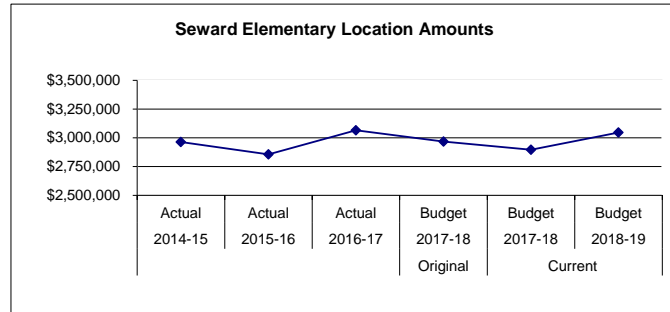 Seward Elementary Location Amounts
$3,500,000
$3,250,000
$3,000,000
$2,750,000
$2,500,000
Actual Actual Actual Budget Budget Budget
2014-15 2015-16 2016-17 2017-18 2017-18 2018-19
Original Current